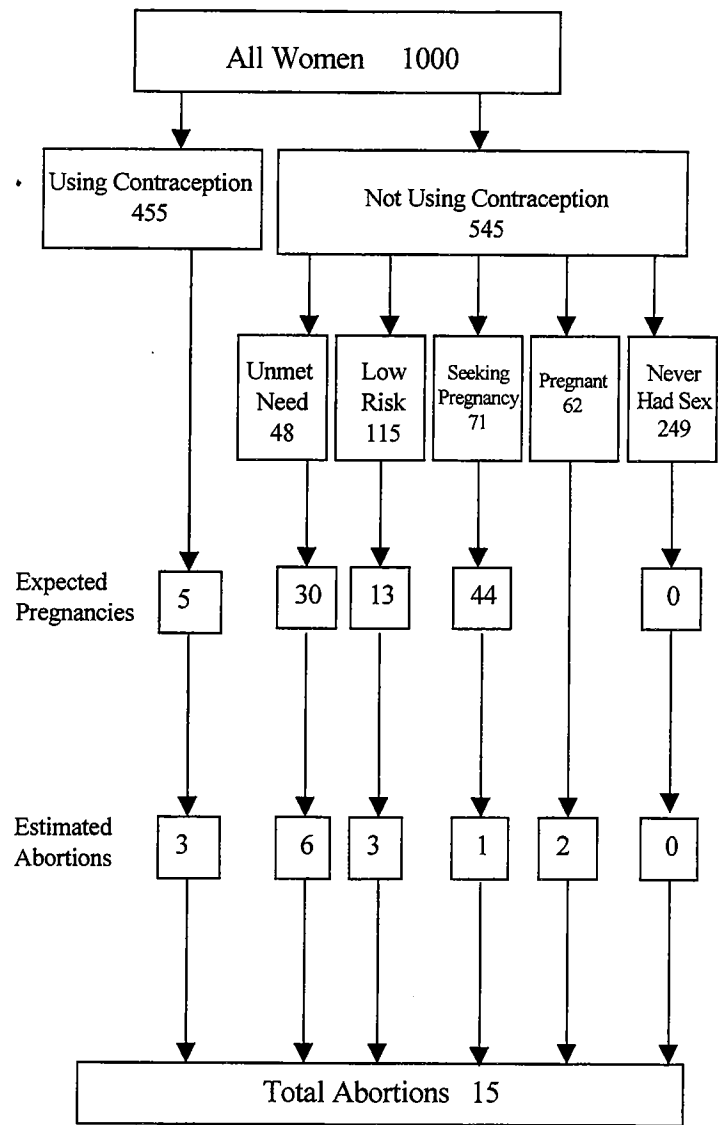 All Women 1000
Using Contraception
455
Not Using Contraception
545
Unmet
Need
48
Low
Risk
115
Seeking
Pregnancy
71
Pregnant
62
Never
Had Sex
249
Expected
Pregnancies
5
30
13
44
0
Estimated
Abortions
3
6
3
1
2
0
Total Abortions 15